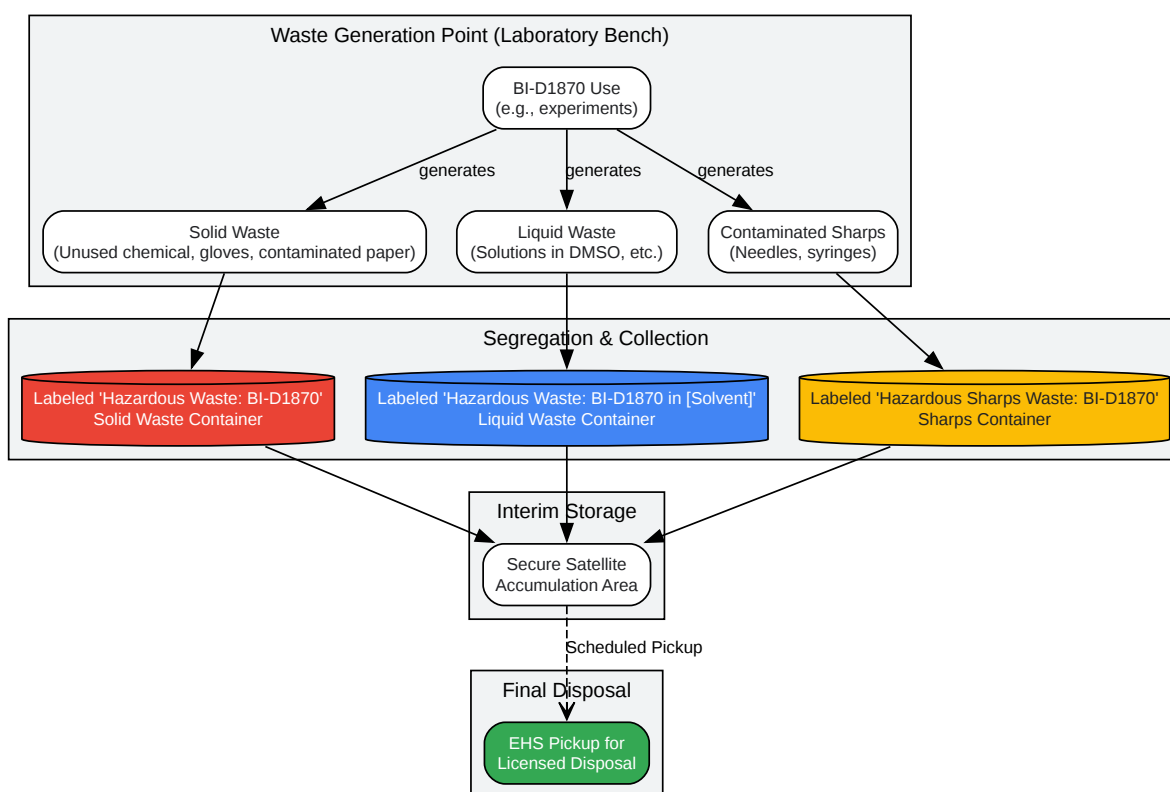 Waste Generation Point (Laboratory Bench)
BI-D1870 Use
(e.g., experiments)
generates
generates
generates
Solid Waste
(Unused chemical, gloves, contaminated paper)
Liquid Waste
(Solutions in DMSO, etc.)
Contaminated Sharps
(Needles, syringes)
Segregation & Collection
Labeled 'Hazardous Waste: BI-D1870'
Solid Waste Container
Labeled 'Hazardous Waste: BI-D1870 in [Solvent]'
Liquid Waste Container
Labeled 'Hazardous Sharps Waste: BI-D1870'
Sharps Container
Interim Storage
Secure Satellite
Accumulation Area
Scheduled Pickup
Final Disposal
EHS Pickup for
Licensed Disposal